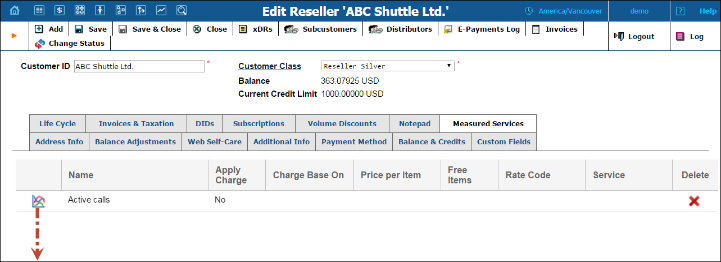 Edit Reseller 'ABC Shuttle Ltd.' America/Vancouver demo Help
Add Save Save & Close Close xDRs Subcustomers Distributors E-Payments Log Invoices Logout Log
Change Status
Customer ID ABC Shuttle Ltd. * Customer Class Reseller Silver *
Balance 363.07925 USD
Current Credit Limit 1000.00000 USD
Life Cycle Invoices & Taxation DIDs Subscriptions Volume Discounts Notepad Measured Services
Address Info Balance Adjustments Web Self-Care Additional Info Payment Method Balance & Credits Custom Fields
Name Apply Charge Charge Base On Price per Item Free Items Rate Code Service Delete
Active calls No